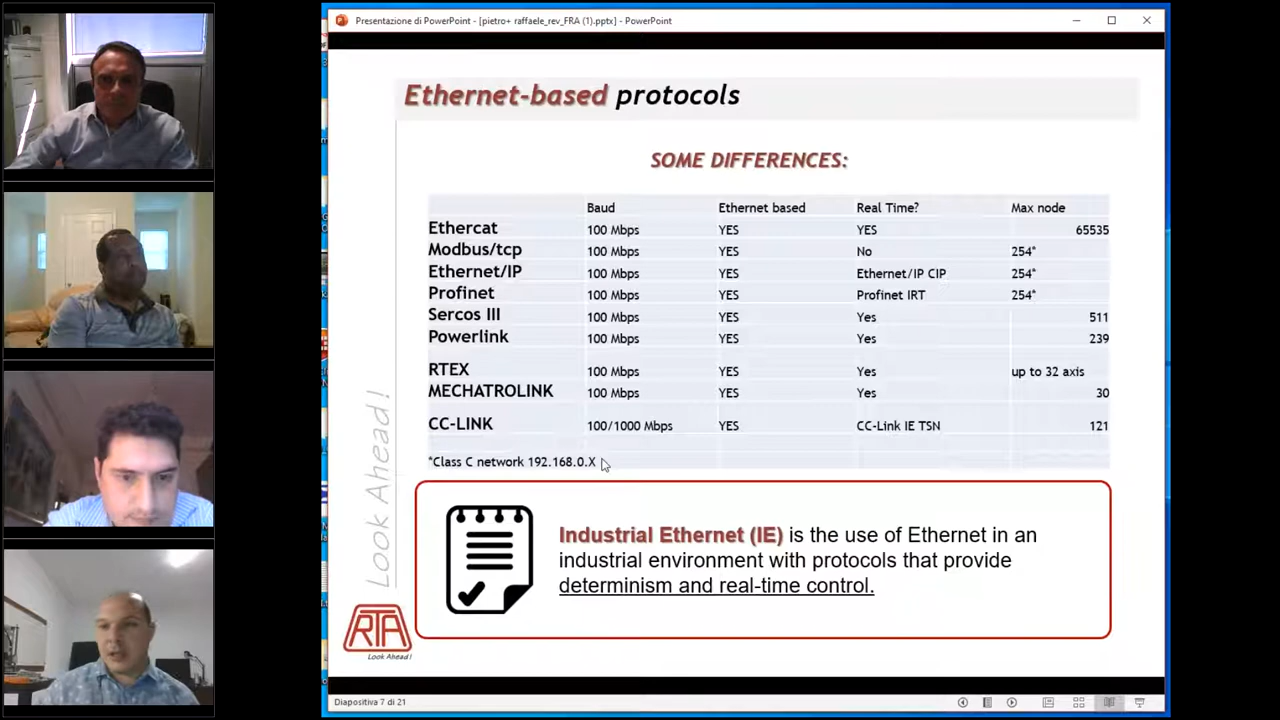 Presentazione di PowerPoint - [pietro+ raffaele_rev_FRA (1).pptx] - PowerPoint
Ethernet-based protocols
SOME DIFFERENCES:
Baud Ethernet based Real Time? Max node
Ethercat 100 Mbps YES YES 65535
Modbus/tcp 100 Mbps YES No 254*
Ethernet/IP 100 Mbps YES Ethernet/IP CIP 254*
Profinet 100 Mbps YES Profinet IRT 254*
Sercos III 100 Mbps YES Yes 511
Powerlink 100 Mbps YES Yes 239
RTEX 100 Mbps YES Yes up to 32 axis
MECHATROLINK 100 Mbps YES Yes 30
CC-LINK 100/1000 Mbps YES CC-Link IE TSN 121
*Class C network 192.168.0.X
Look Ahead!
Industrial Ethernet (IE) is the use of Ethernet in an
industrial environment with protocols that provide
determinism and real-time control.
RTA
Look Ahead!
Diapositiva 7 di 21